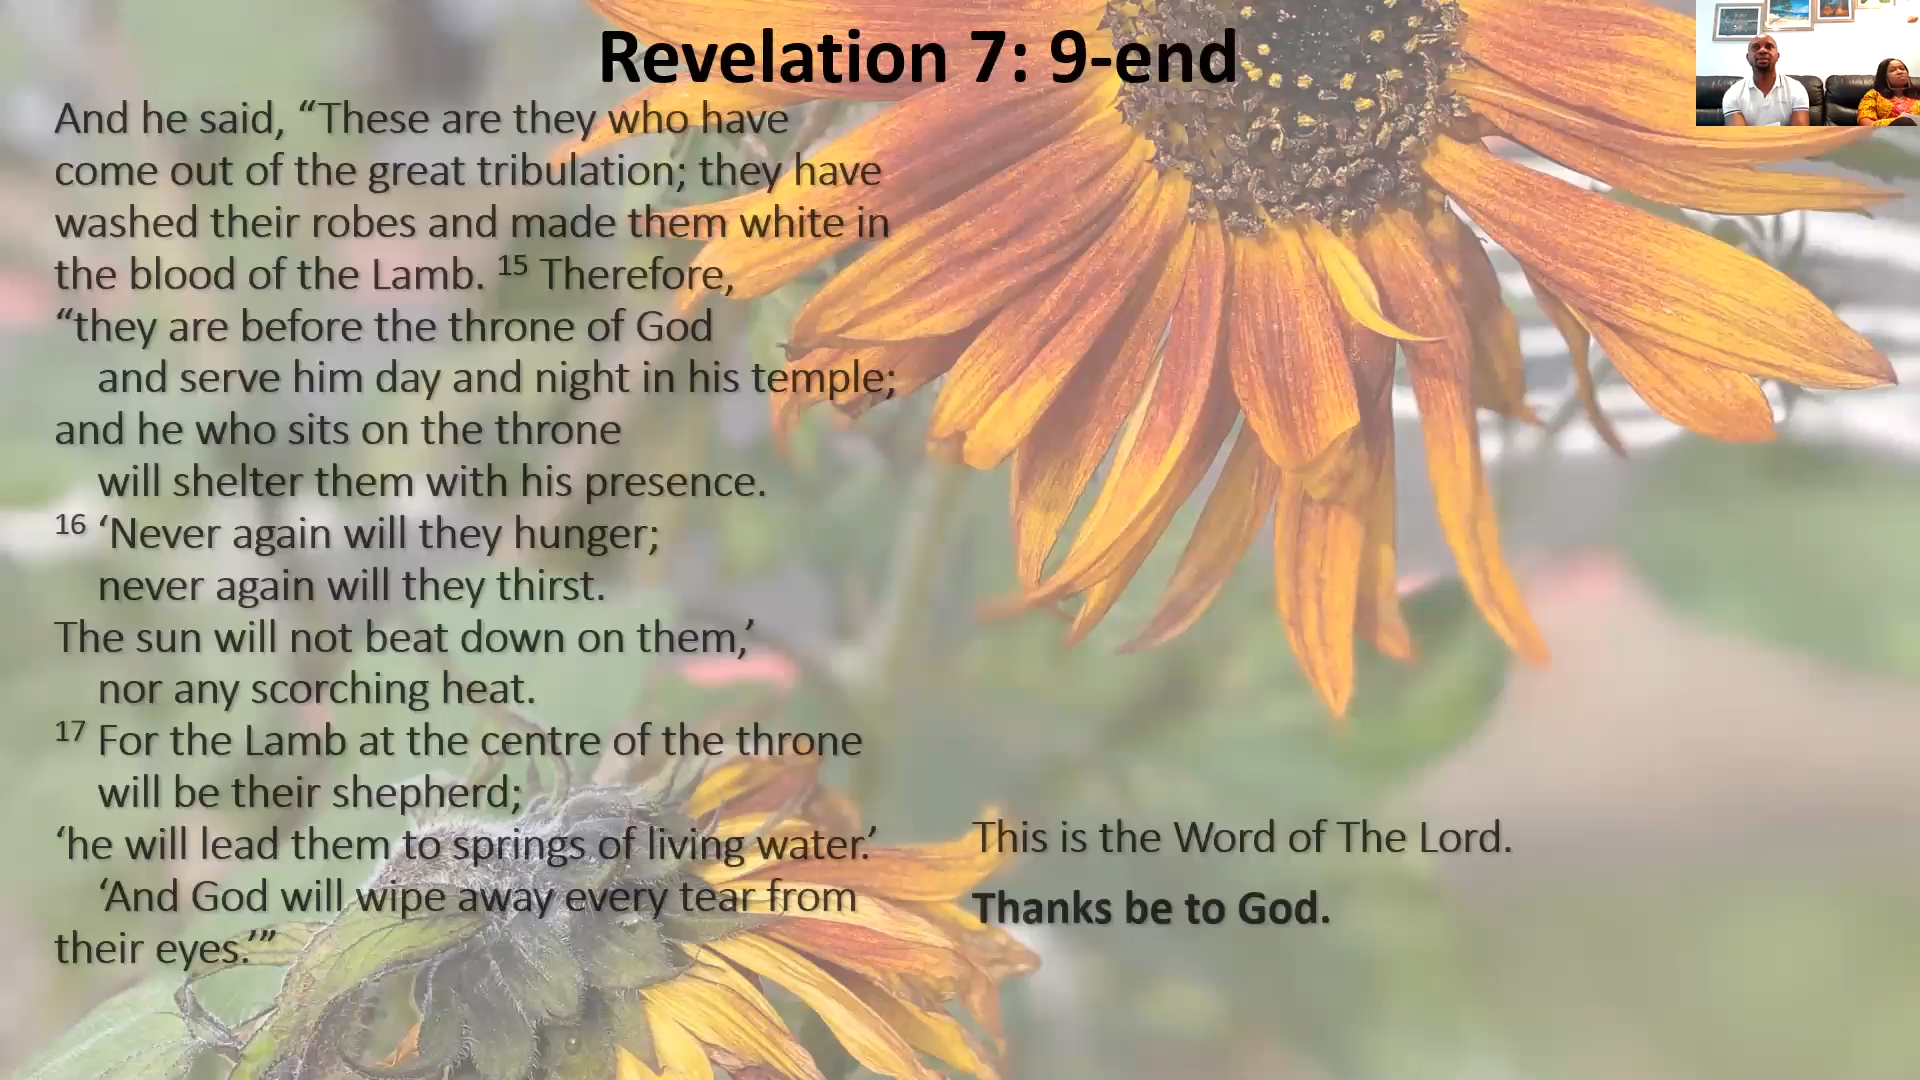 Revelation 7: 9-end
And he said, “These are they who have
come out of the great tribulation; they have
washed their robes and made them white in
the blood of the Lamb. 15 Therefore,
“they are before the throne of God
and serve him day and night in his temple;
and he who sits on the throne
will shelter them with his presence.
16 ‘Never again will they hunger;
never again will they thirst.
The sun will not beat down on them,’
nor any scorching heat.
17 For the Lamb at the centre of the throne
will be their shepherd;
‘he will lead them to springs of living water.’
‘And God will wipe away every tear from
their eyes.’”
This is the Word of The Lord.
Thanks be to God.